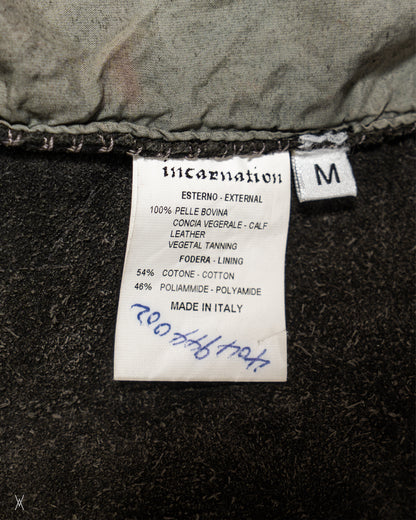 incarnation
M
ESTERNO - EXTERNAL
100% PELLE BOVINA
CONCIA VEGERALE - CALF
LEATHER
VEGETAL TANNING
FODERA - LINING
54% COTONE - COTTON
46% POLIAMMIDE - POLYAMIDE
MADE IN ITALY